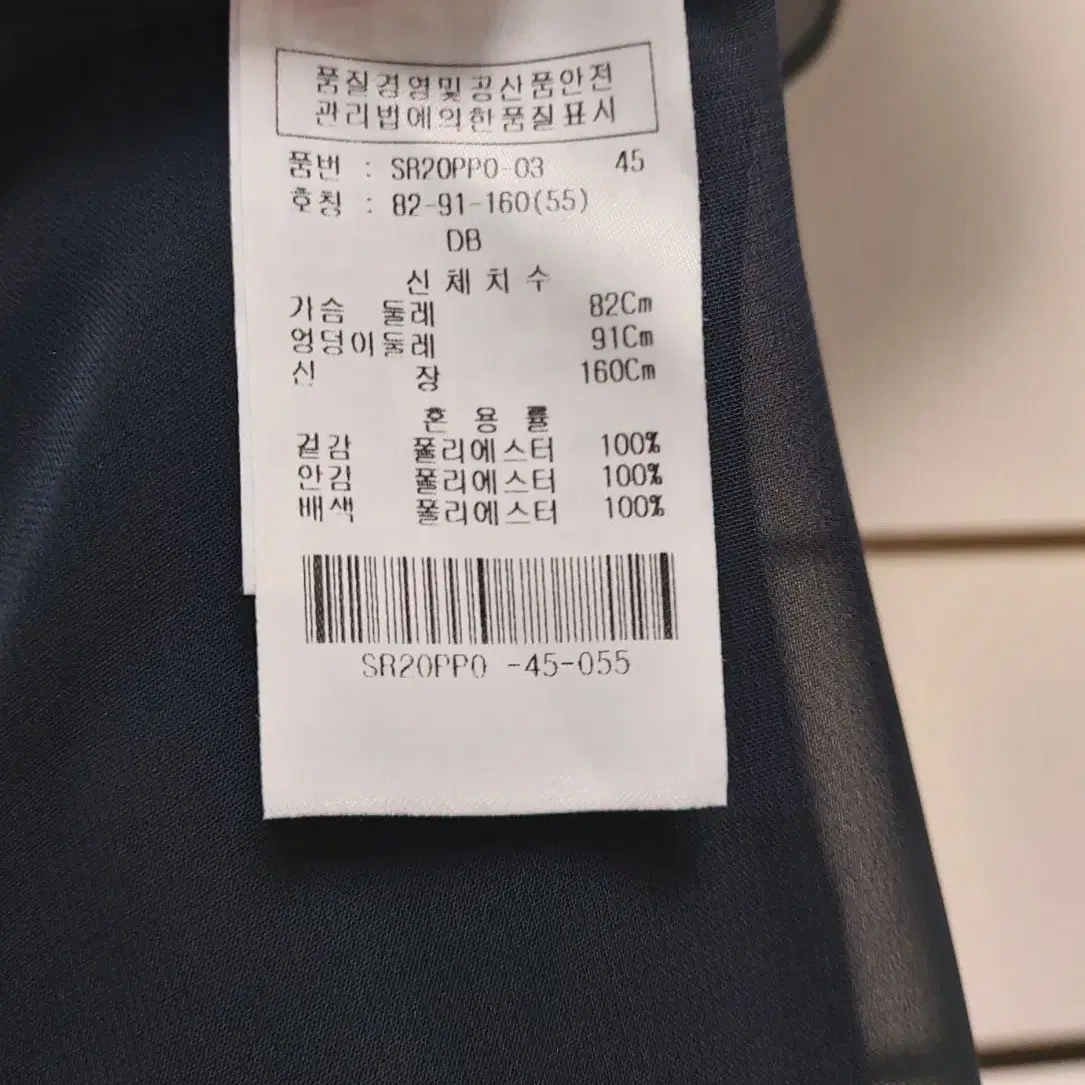 품질경영및공산품안전
관리법에의한품질표시
품번 : SR20PPO-03 45
호칭 : 82-91-160(55)
DB
신체치수
가슴 둘레 82Cm
엉덩이둘레 91Cm
신 장 160Cm
혼 용 률
겉감 폴리에스터 100%
안감 폴리에스터 100%
배색 폴리에스터 100%
SR20PPO -45-055